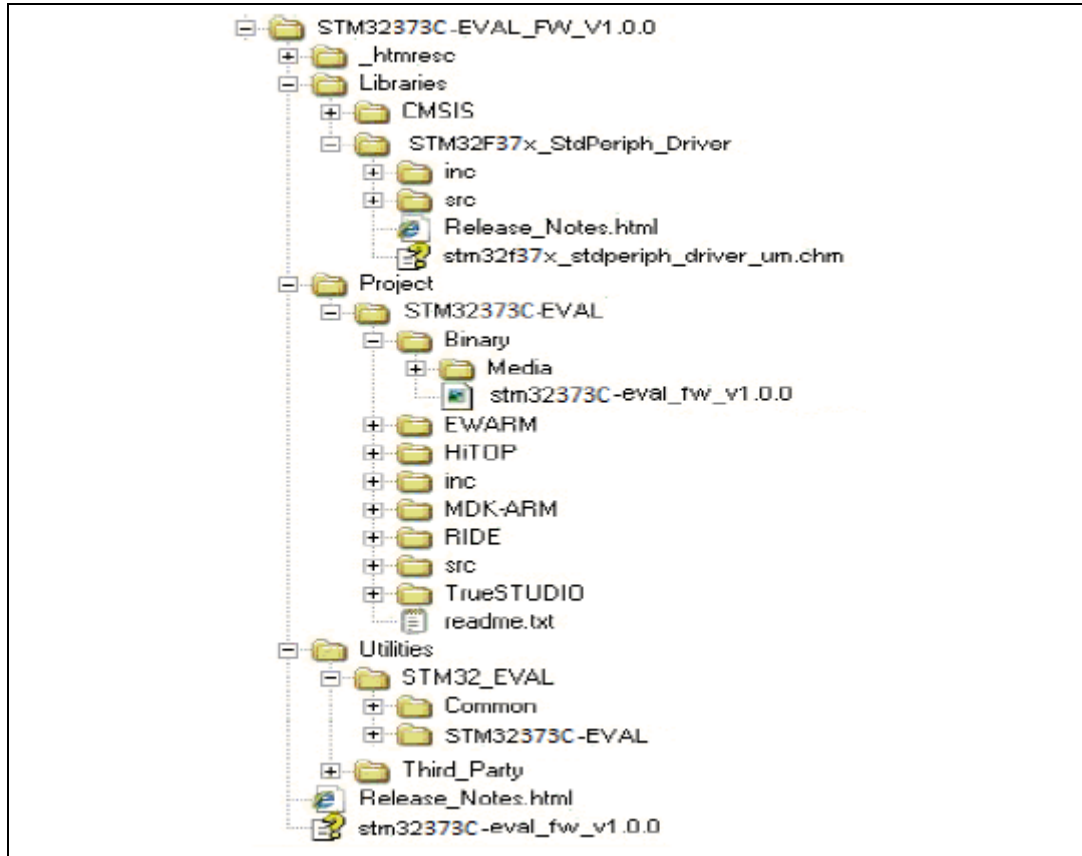 STM32373C-EVAL_FW_V1.0.0
_htmresc
Libraries
CMSIS
STM32F37x_StdPeriph_Driver
inc
src
Release_Notes.html
stm32f37x_stdperiph_driver_um.chm
Project
STM32373C-EVAL
Binary
Media
stm32373C-eval_fw_v1.0.0
EWARM
HiTOP
inc
MDK-ARM
RIDE
src
TrueSTUDIO
readme.txt
Utilities
STM32_EVAL
Common
STM32373C-EVAL
Third_Party
Release_Notes.html
stm32373C-eval_fw_v1.0.0